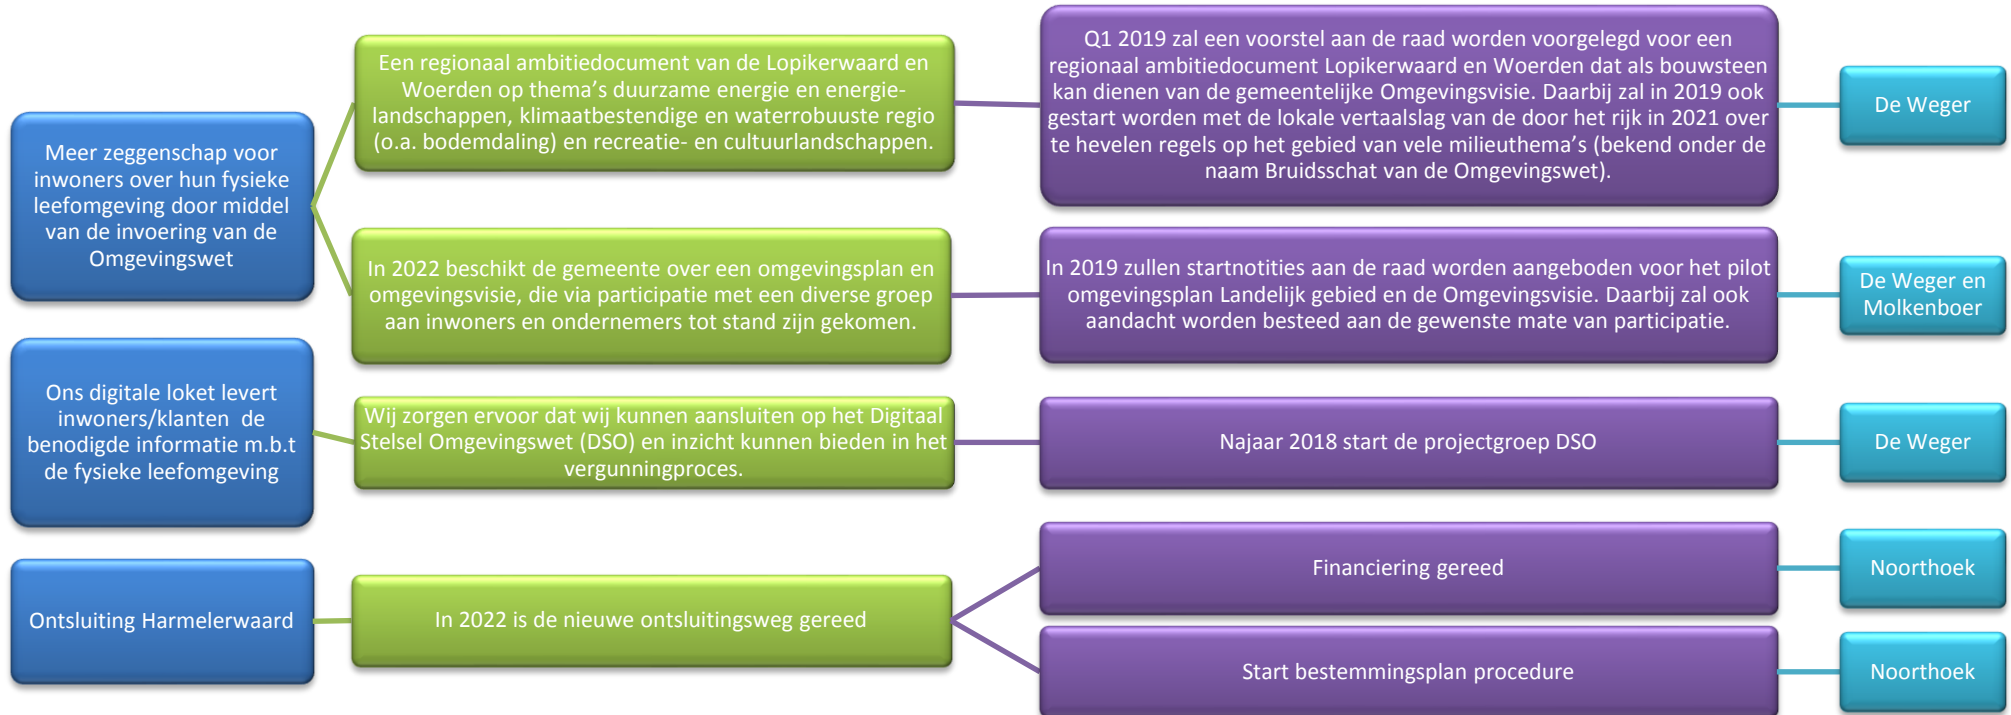 Meer zeggenschap voor
inwoners over hun fysieke
leefomgeving door middel
van de invoering van de
Omgevingswet
Een regionaal ambitiedocument van de Lopikerwaard en
Woerden op thema's duurzame energie en energie-
landschappen, klimaatbestendige en waterrobuuste regio
(o.a. bodemdaling) en recreatie- en cultuurlandschappen.
Q1 2019 zal een voorstel aan de raad worden voorgelegd voor een
regionaal ambitiedocument Lopikerwaard en Woerden dat als bouwsteen
kan dienen van de gemeentelijke Omgevingsvisie. Daarbij zal in 2019 ook
gestart worden met de lokale vertaalslag van de door het rijk in 2021 over
te hevelen regels op het gebied van vele milieuthema's (bekend onder de
naam Bruidsschat van de Omgevingswet).
De Weger
In 2022 beschikt de gemeente over een omgevingsplan en
omgevingsvisie, die via participatie met een diverse groep
aan inwoners en ondernemers tot stand zijn gekomen.
In 2019 zullen startnotities aan de raad worden aangeboden voor het pilot
omgevingsplan Landelijk gebied en de Omgevingsvisie. Daarbij zal ook
aandacht worden besteed aan de gewenste mate van participatie.
De Weger en
Molkenboer
Ons digitale loket levert
inwoners/klanten  de
benodigde informatie m.b.t
de fysieke leefomgeving
Wij zorgen ervoor dat wij kunnen aansluiten op het Digitaal
Stelsel Omgevingswet (DSO) en inzicht kunnen bieden in het
vergunningproces.
Najaar 2018 start de projectgroep DSO
De Weger
Ontsluiting Harmelerwaard
In 2022 is de nieuwe ontsluitingsweg gereed
Financiering gereed
Noorthoek
Start bestemmingsplan procedure
Noorthoek